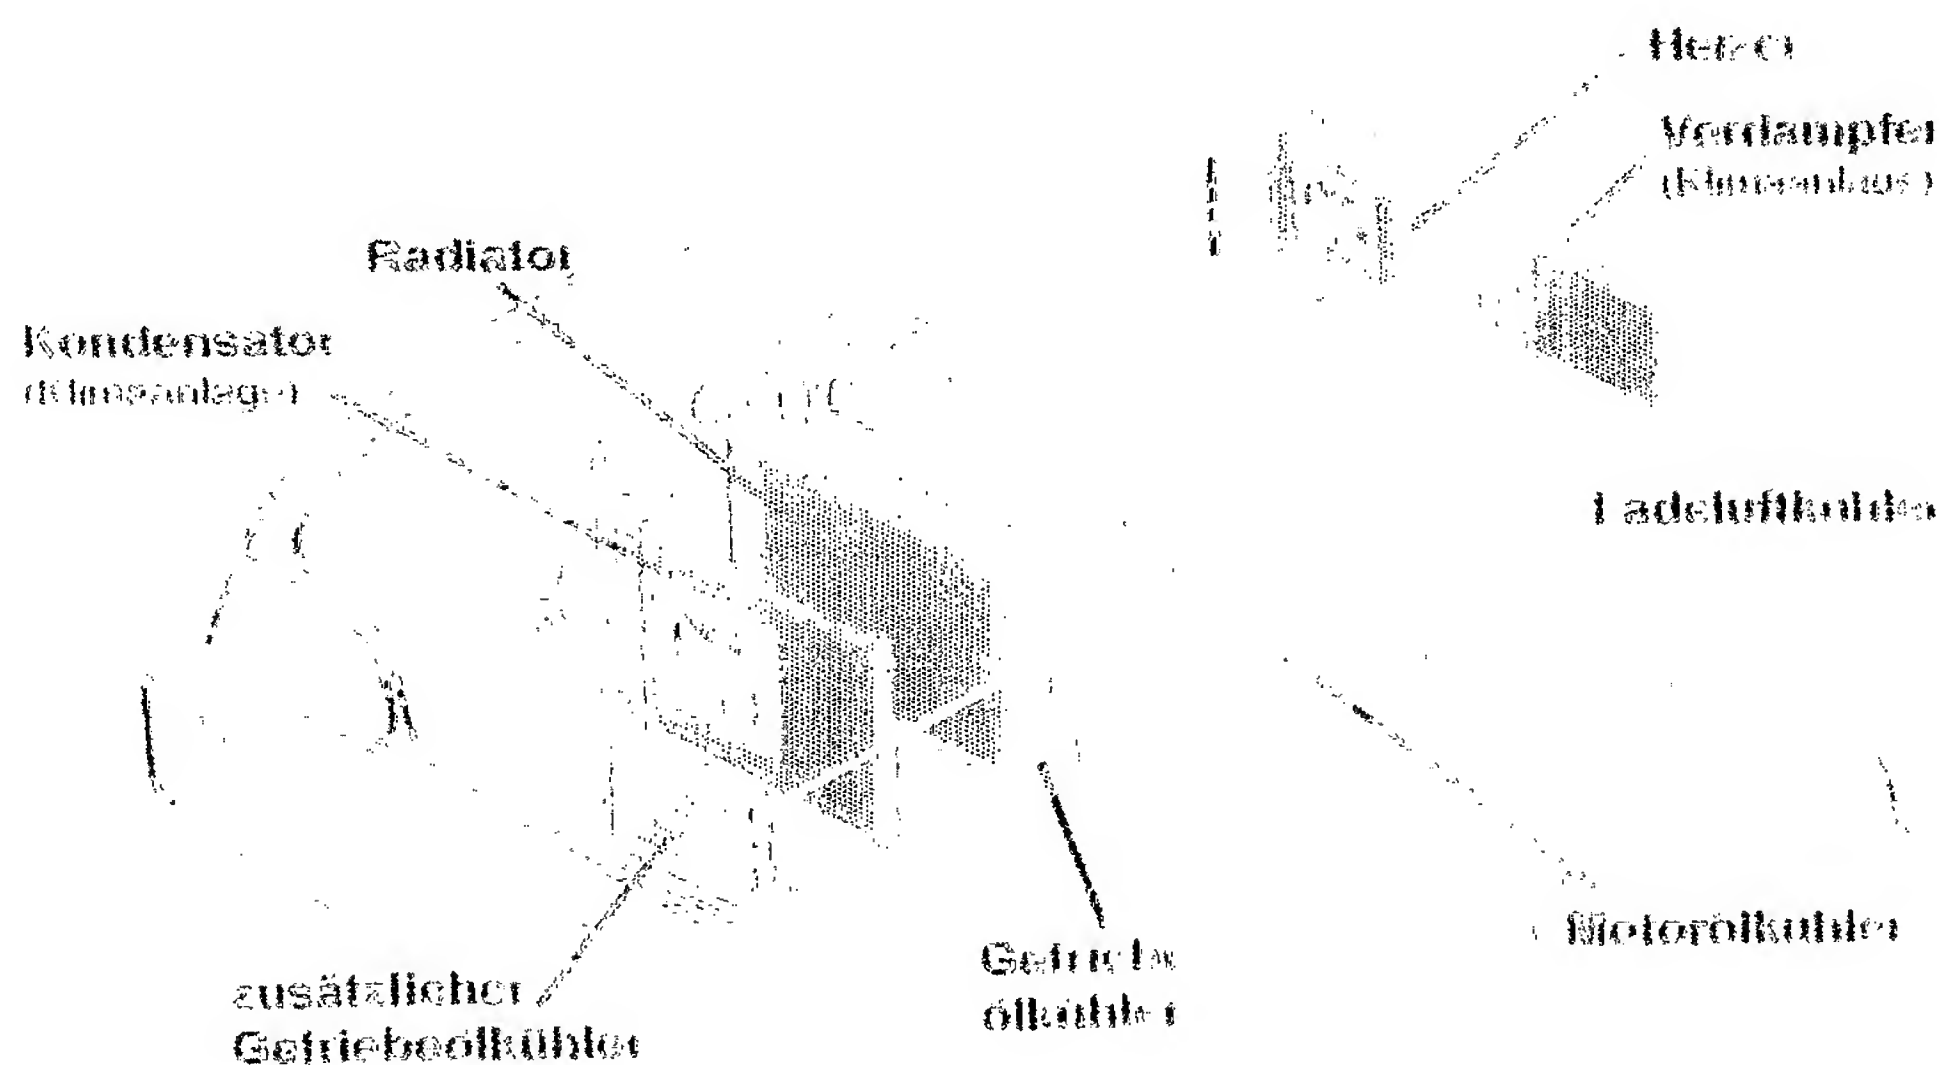 Heizer
Verdampfer
(Klimaanlage)
Radiator
Kondensator
(Klimaanlage)
Ladeluftkühler
Motorölkühler
Getriebe-
ölkühler
zusätzlicher
Getriebeölkühler